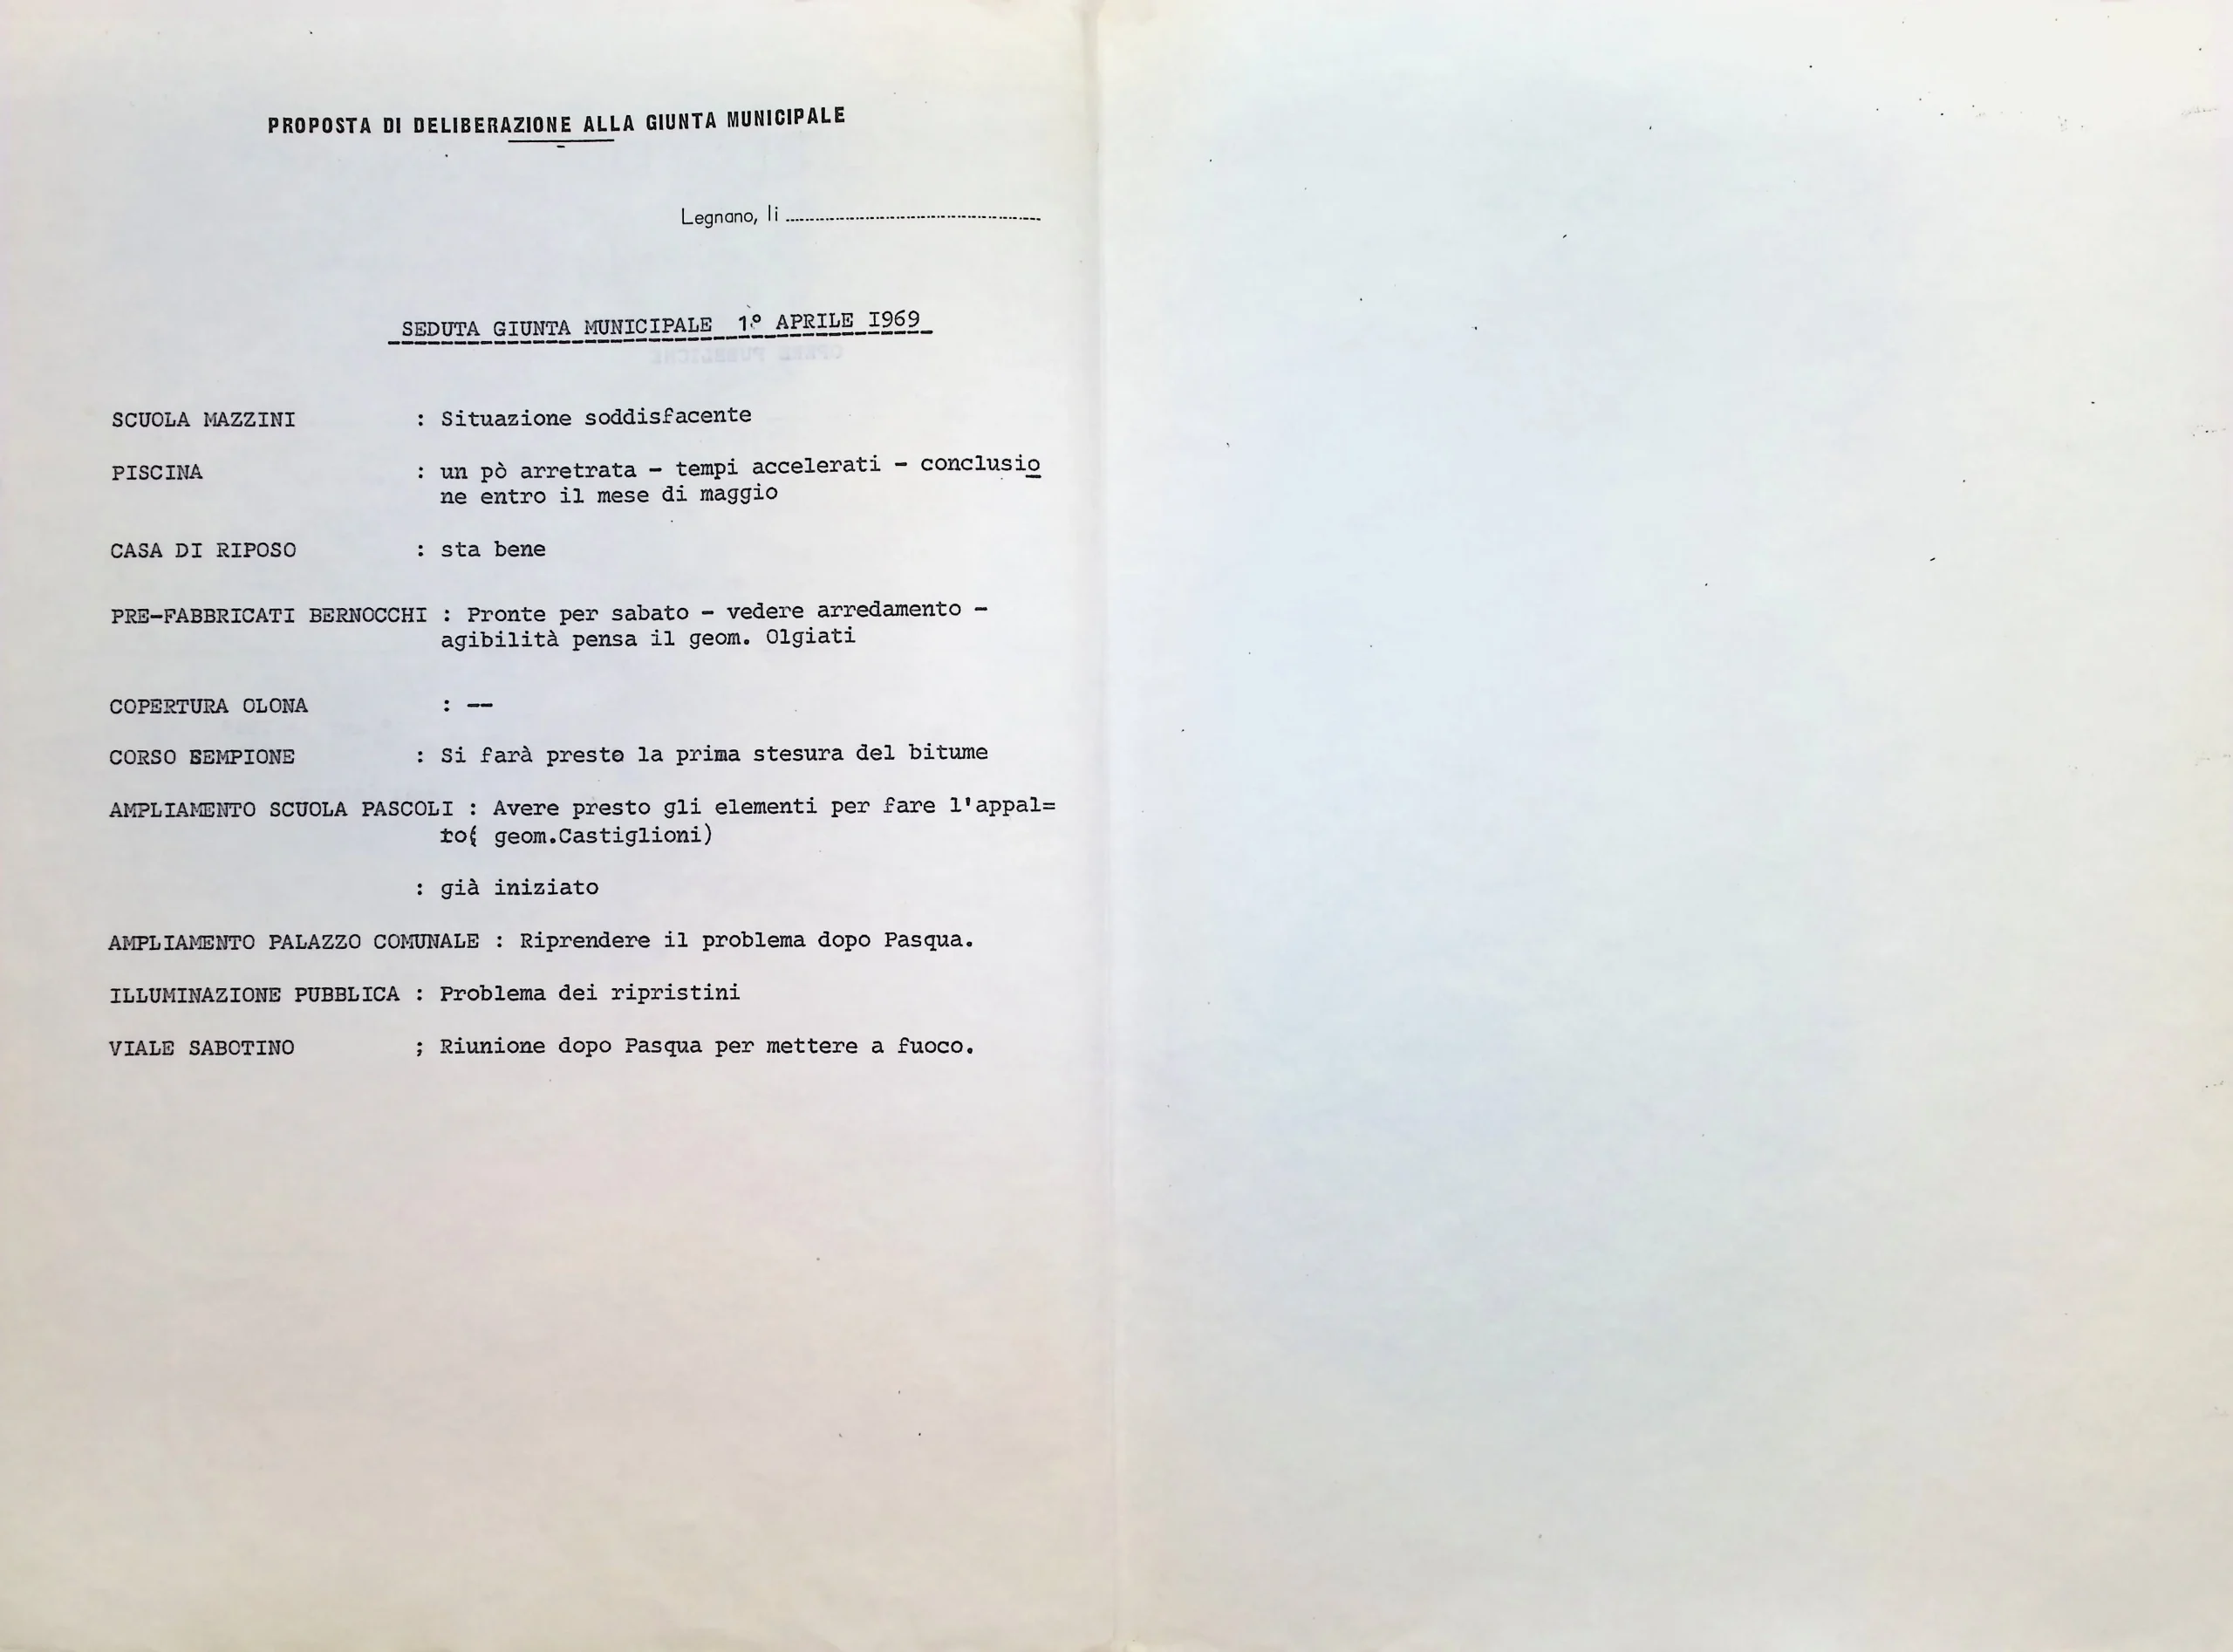 PROPOSTA DI DELIBERAZIONE ALLA GIUNTA MUNICIPALE
Legnano, li
SEDUTA GIUNTA MUNICIPALE 1° APRILE I969
SCUOLA MAZZINI : Situazione soddisfacente
PISCINA : un pò arretrata - tempi accelerati - conclusio
ne entro il mese di maggio
CASA DI RIPOSO : sta bene
PRE-FABBRICATI BERNOCCHI : Pronte per sabato - vedere arredamento -
agibilità pensa il geom. Olgiati
COPERTURA OLONA : --
CORSO SEMPIONE : Si farà presto la prima stesura del bitume
AMPLIAMENTO SCUOLA PASCOLI : Avere presto gli elementi per fare l'appal=
to( geom.Castiglioni)
: già iniziato
AMPLIAMENTO PALAZZO COMUNALE : Riprendere il problema dopo Pasqua.
ILLUMINAZIONE PUBBLICA : Problema dei ripristini
VIALE SABOTINO ; Riunione dopo Pasqua per mettere a fuoco.